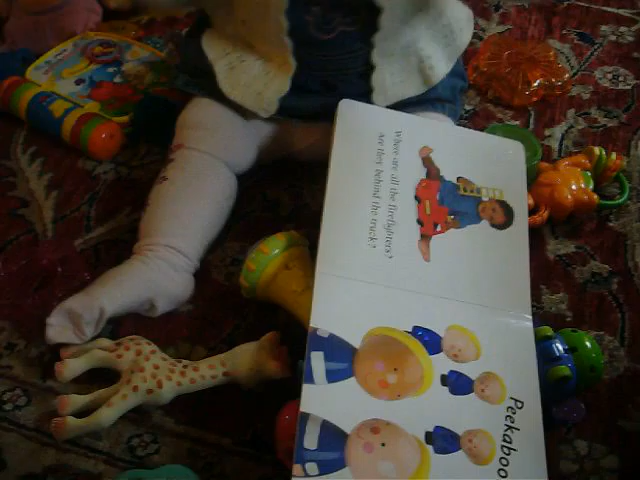 Where are all the firefighters?
Are they behind the truck?
Peekaboo